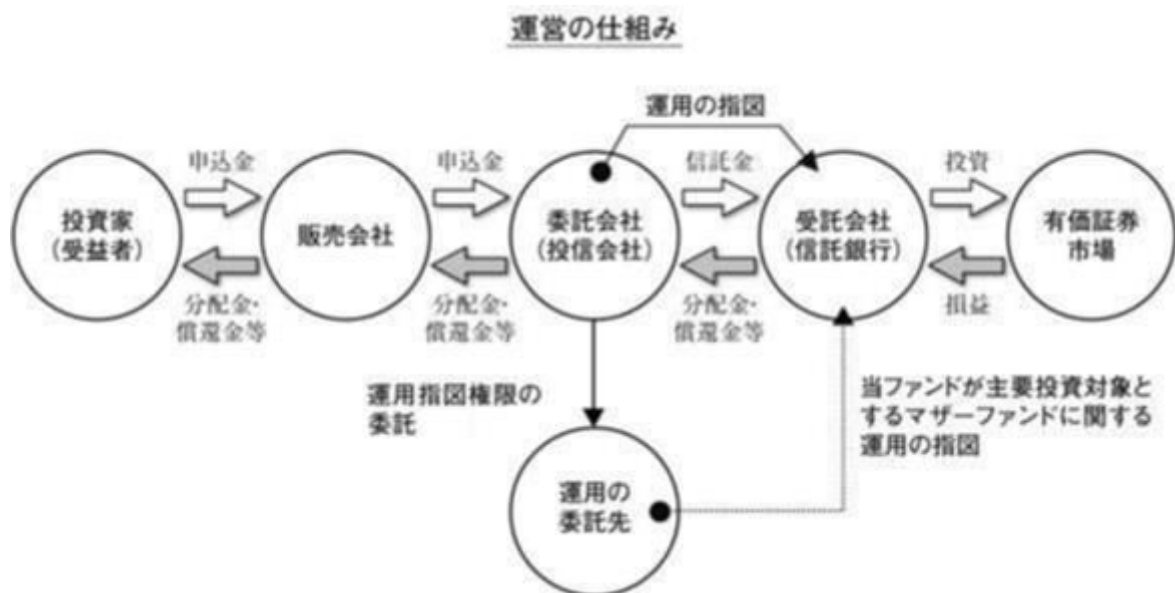 運営の仕組み
運用の指図
申込金
申込金
信託金
投資
投資家
(受益者)
販売会社
委託会社
(投信会社)
受託会社
(信託銀行)
有価証券
市場
分配金・
償還金等
分配金・
償還金等
分配金・
償還金等
損益
運用指図権限の
委託
当ファンドが主要投資対象と
するマザーファンドに関する
運用の指図
運用の
委託先